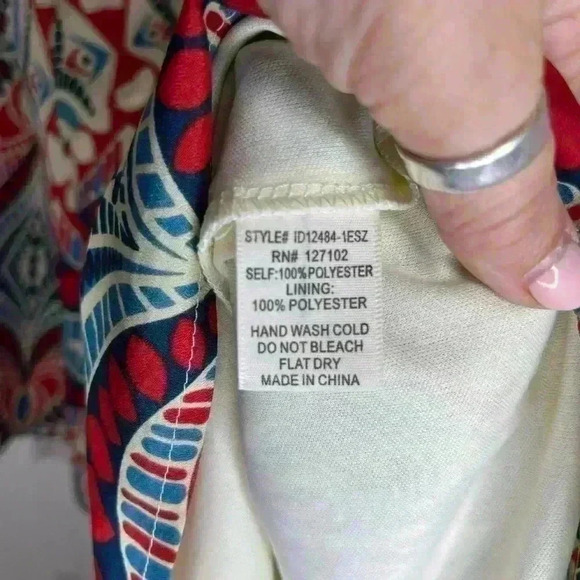 STYLE# ID12484-1ESZ
RN# 127102
SELF:100%POLYESTER
LINING:
100% POLYESTER
HAND WASH COLD
DO NOT BLEACH
FLAT DRY
MADE IN CHINA